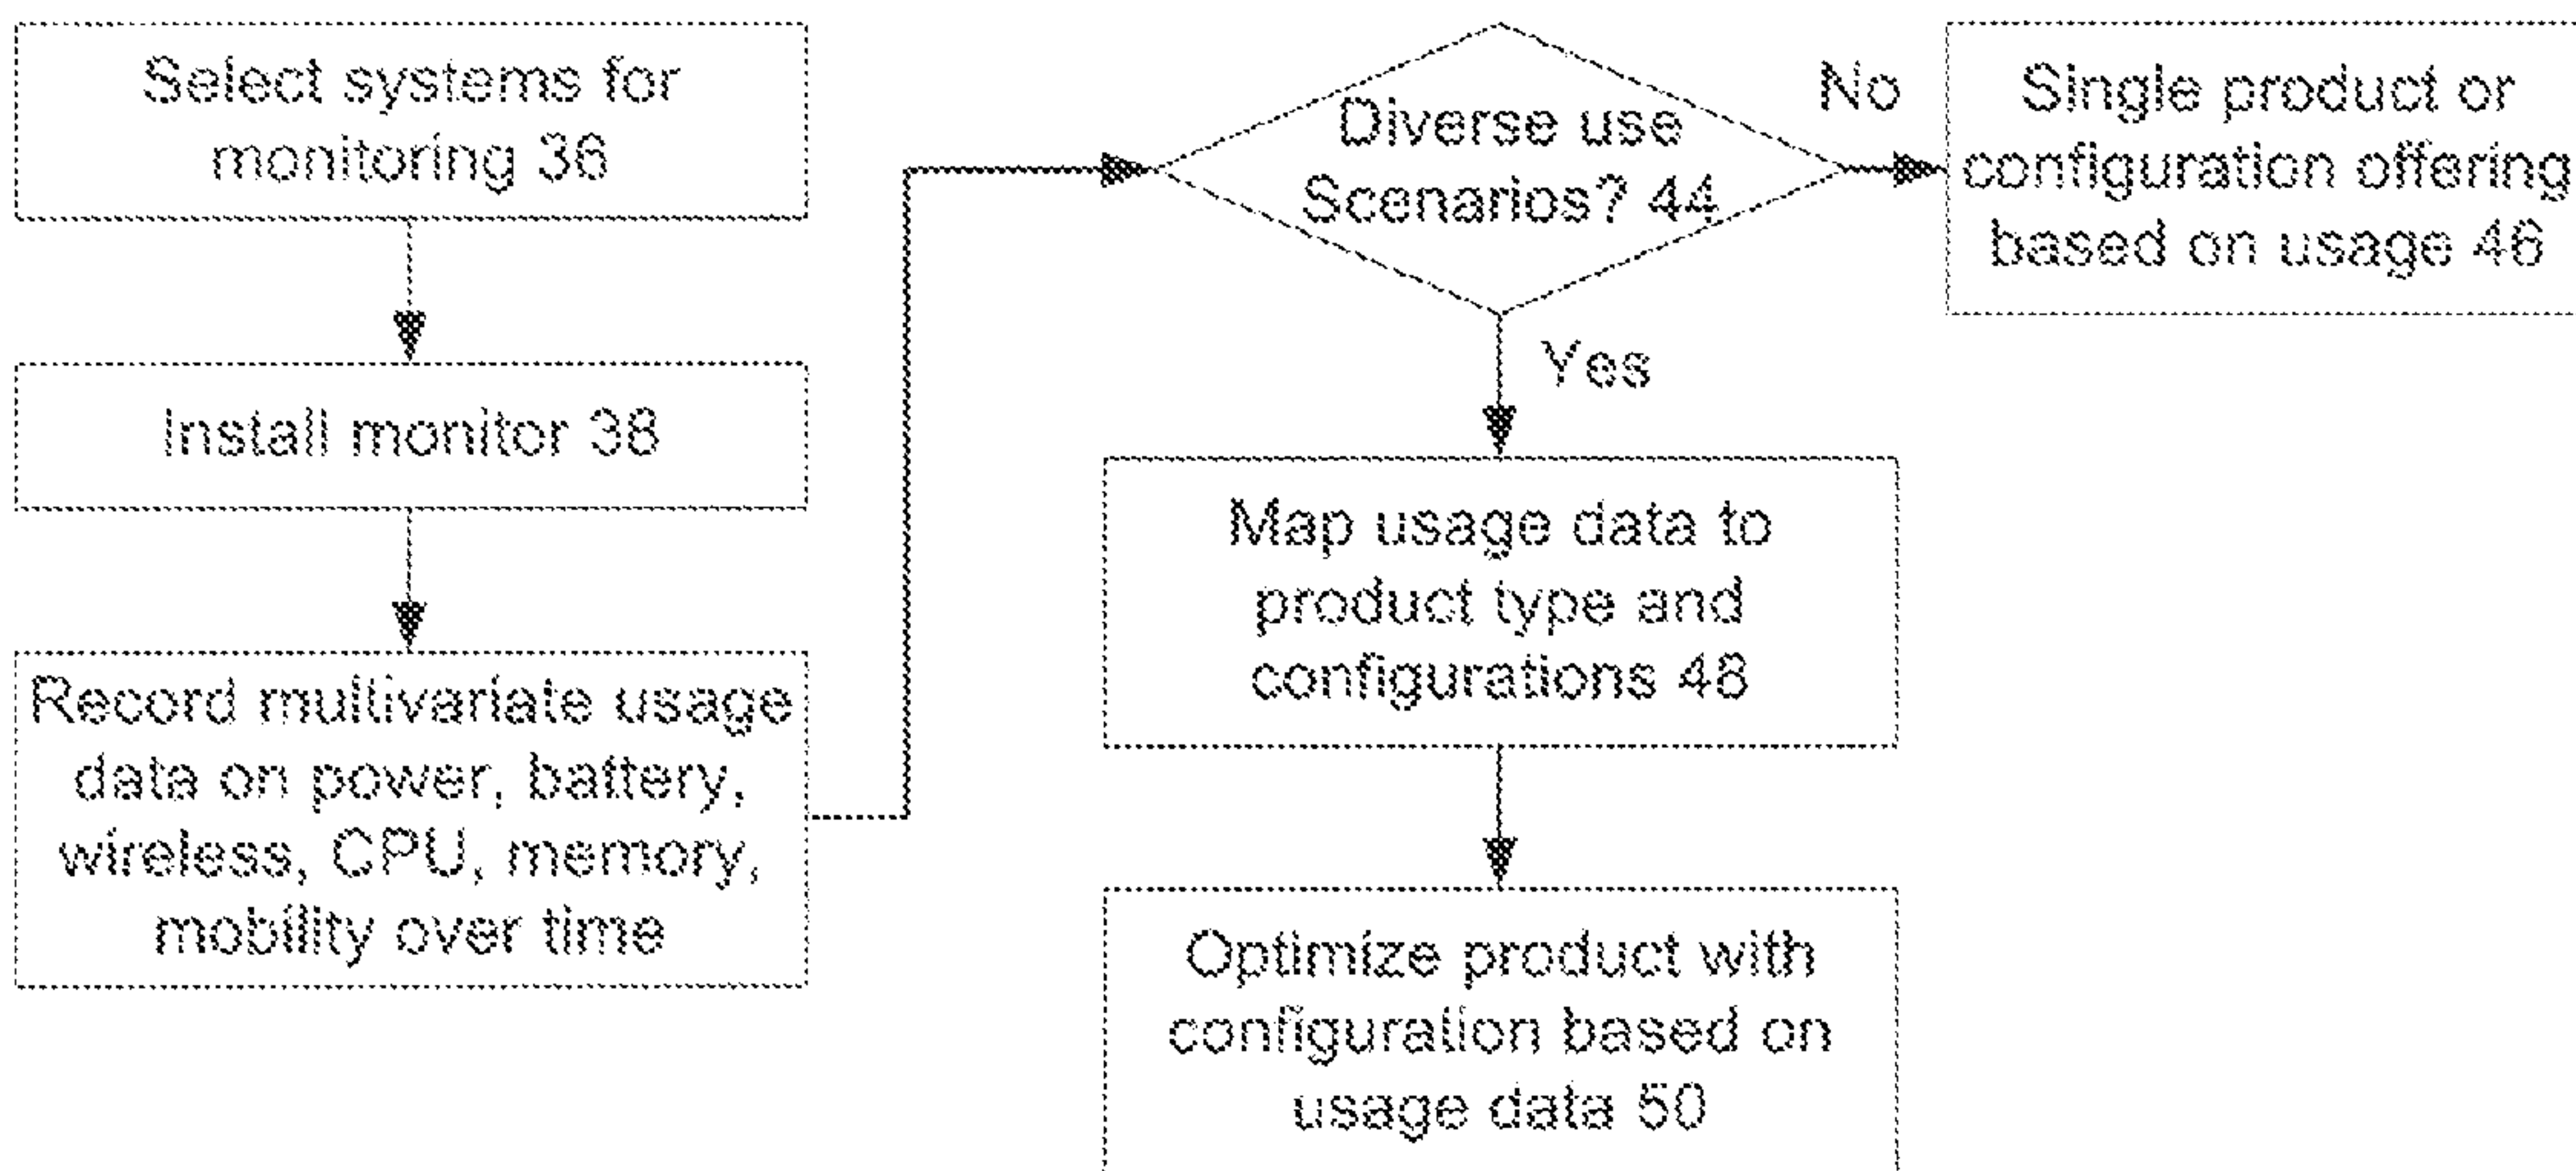 Select systems for
monitoring 36
Install monitor 38
Record multivariate usage
data on power, battery,
wireless, CPU, memory,
mobility over time
Diverse use
Scenarios? 44
No
Single product or
configuration offering
based on usage 46
Yes
Map usage data to
product type and
configurations 48
Optimize product with
configuration based on
usage data 50